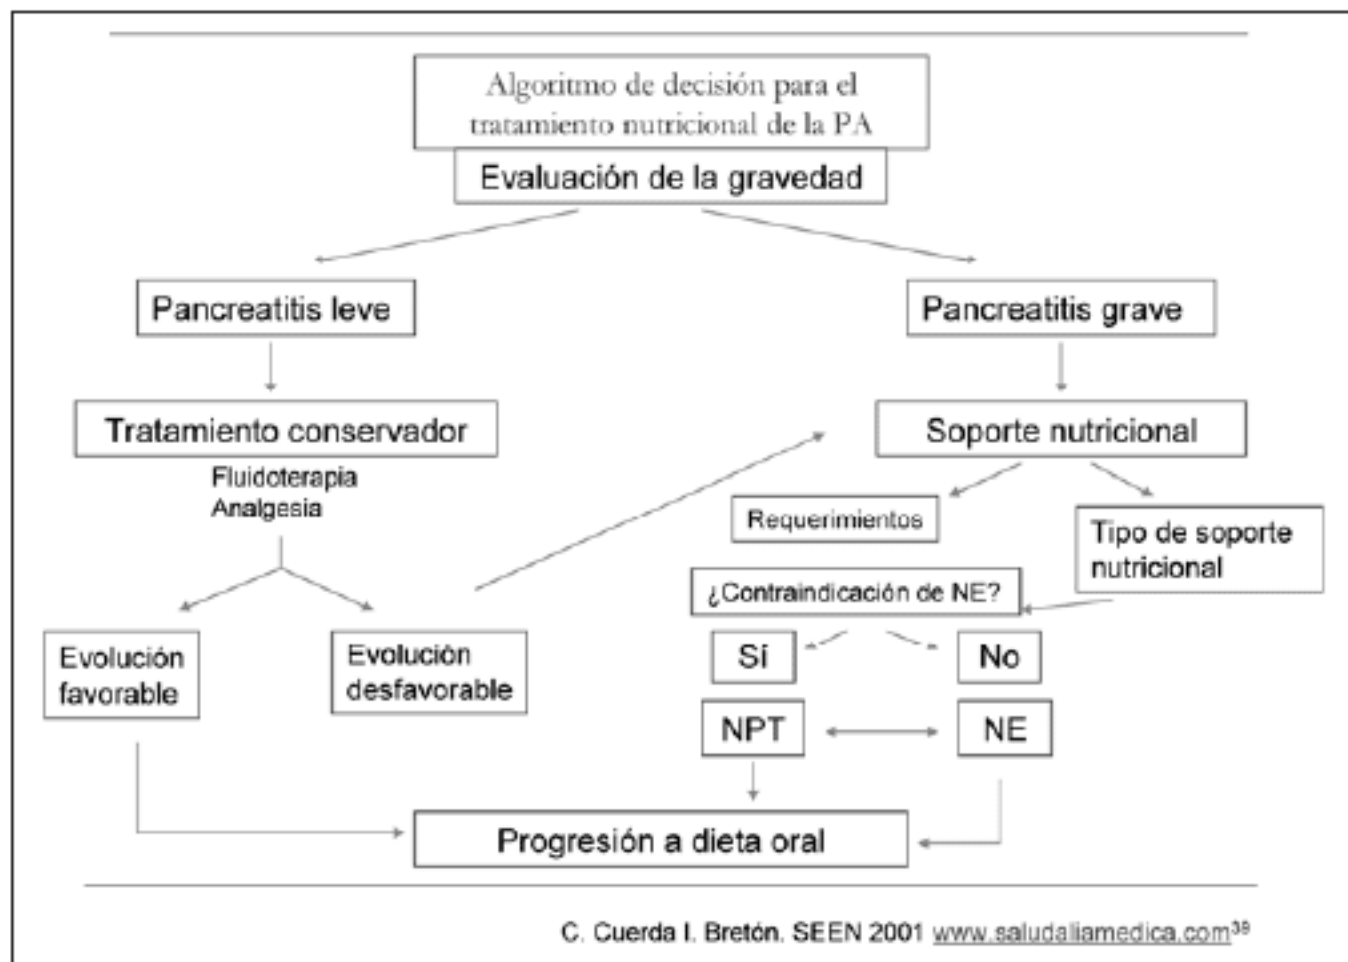 Algoritmo de decisión para el
tratamiento nutricional de la PA
Evaluación de la gravedad
Pancreatitis leve
Pancreatitis grave
Tratamiento conservador
Soporte nutricional
Fluidoterapia
Analgesia
Requerimientos
Tipo de soporte
nutricional
¿Contraindicación de NE?
Evolución
favorable
Evolución
desfavorable
Sí
No
NPT
NE
Progresión a dieta oral
C. Cuerda I. Bretón. SEEN 2001 www.saludaliamedica.com³⁹